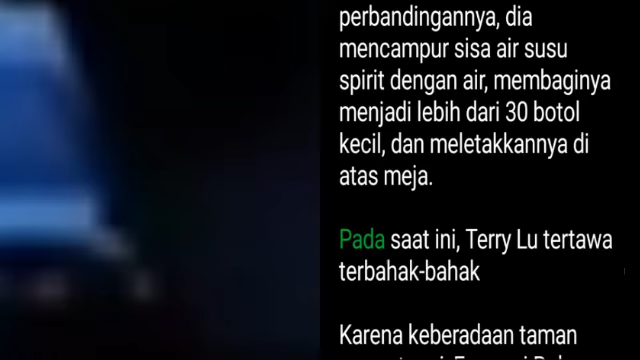 perbandingannya, dia
mencampur sisa air susu
spirit dengan air, membaginya
menjadi lebih dari 30 botol
kecil, dan meletakkannya di
atas meja.
Pada saat ini, Terry Lu tertawa
terbahak-bahak
Karena keberadaan taman